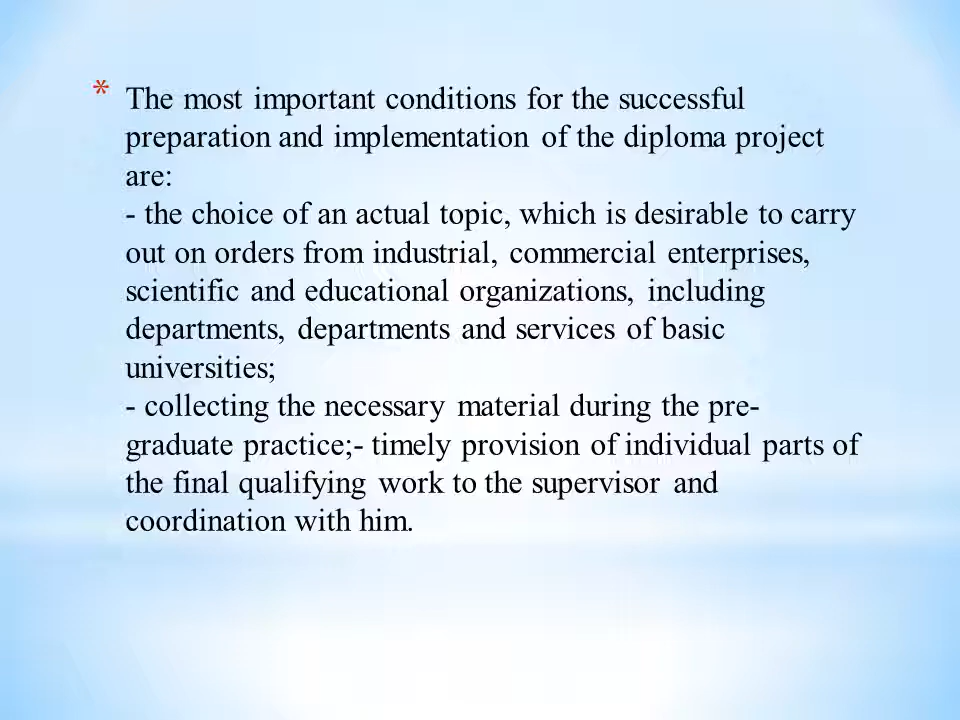 * The most important conditions for the successful
preparation and implementation of the diploma project
are:
- the choice of an actual topic, which is desirable to carry
out on orders from industrial, commercial enterprises,
scientific and educational organizations, including
departments, departments and services of basic
universities;
- collecting the necessary material during the pre-
graduate practice;- timely provision of individual parts of
the final qualifying work to the supervisor and
coordination with him.